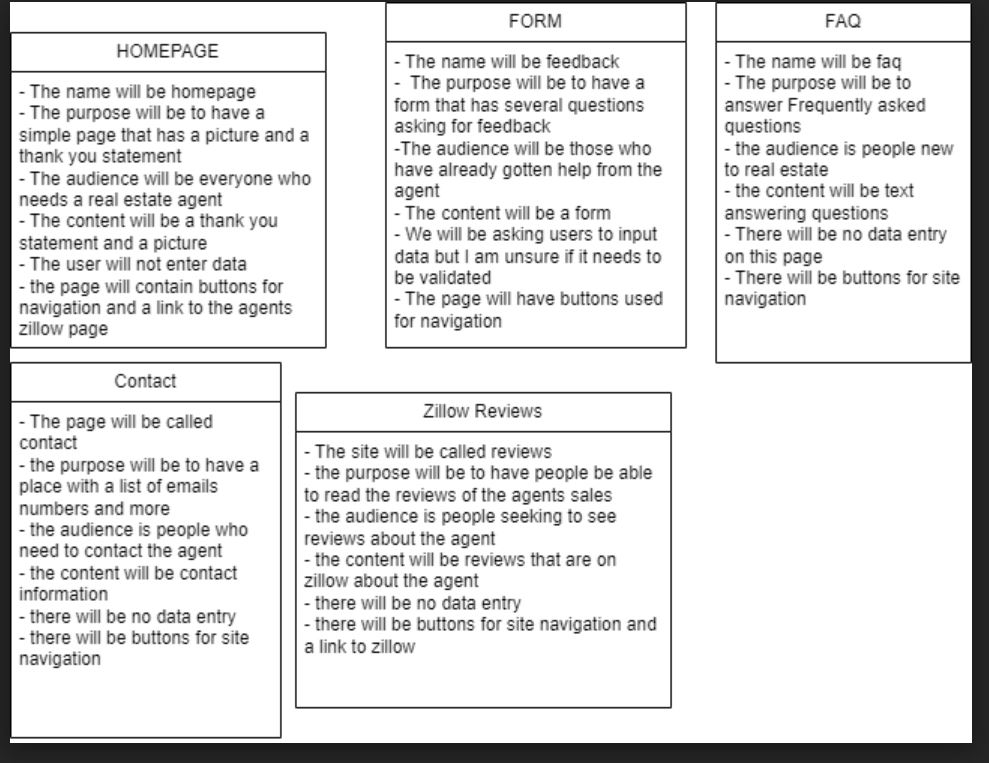 HOMEPAGE
- The name will be homepage
- The purpose will be to have a
simple page that has a picture and a
thank you statement
- The audience will be everyone who
needs a real estate agent
- The content will be a thank you
statement and a picture
- The user will not enter data
- the page will contain buttons for
navigation and a link to the agents
zillow page
FORM
- The name will be feedback
-  The purpose will be to have a
form that has several questions
asking for feedback
-The audience will be those who
have already gotten help from the
agent
- The content will be a form
- We will be asking users to input
data but I am unsure if it needs to
be validated
- The page will have buttons used
for navigation
FAQ
- The name will be faq
- The purpose will be to
answer Frequently asked
questions
- the audience is people new
to real estate
- the content will be text
answering questions
- There will be no data entry
on this page
- There will be buttons for site
navigation
Contact
- The page will be called
contact
- the purpose will be to have a
place with a list of emails
numbers and more
- the audience is people who
need to contact the agent
- the content will be contact
information
- there will be no data entry
- there will be buttons for site
navigation
Zillow Reviews
- The site will be called reviews
- the purpose will be to have people be able
to read the reviews of the agents sales
- the audience is people seeking to see
reviews about the agent
- the content will be reviews that are on
zillow about the agent
- there will be no data entry
- there will be buttons for site navigation and
a link to zillow